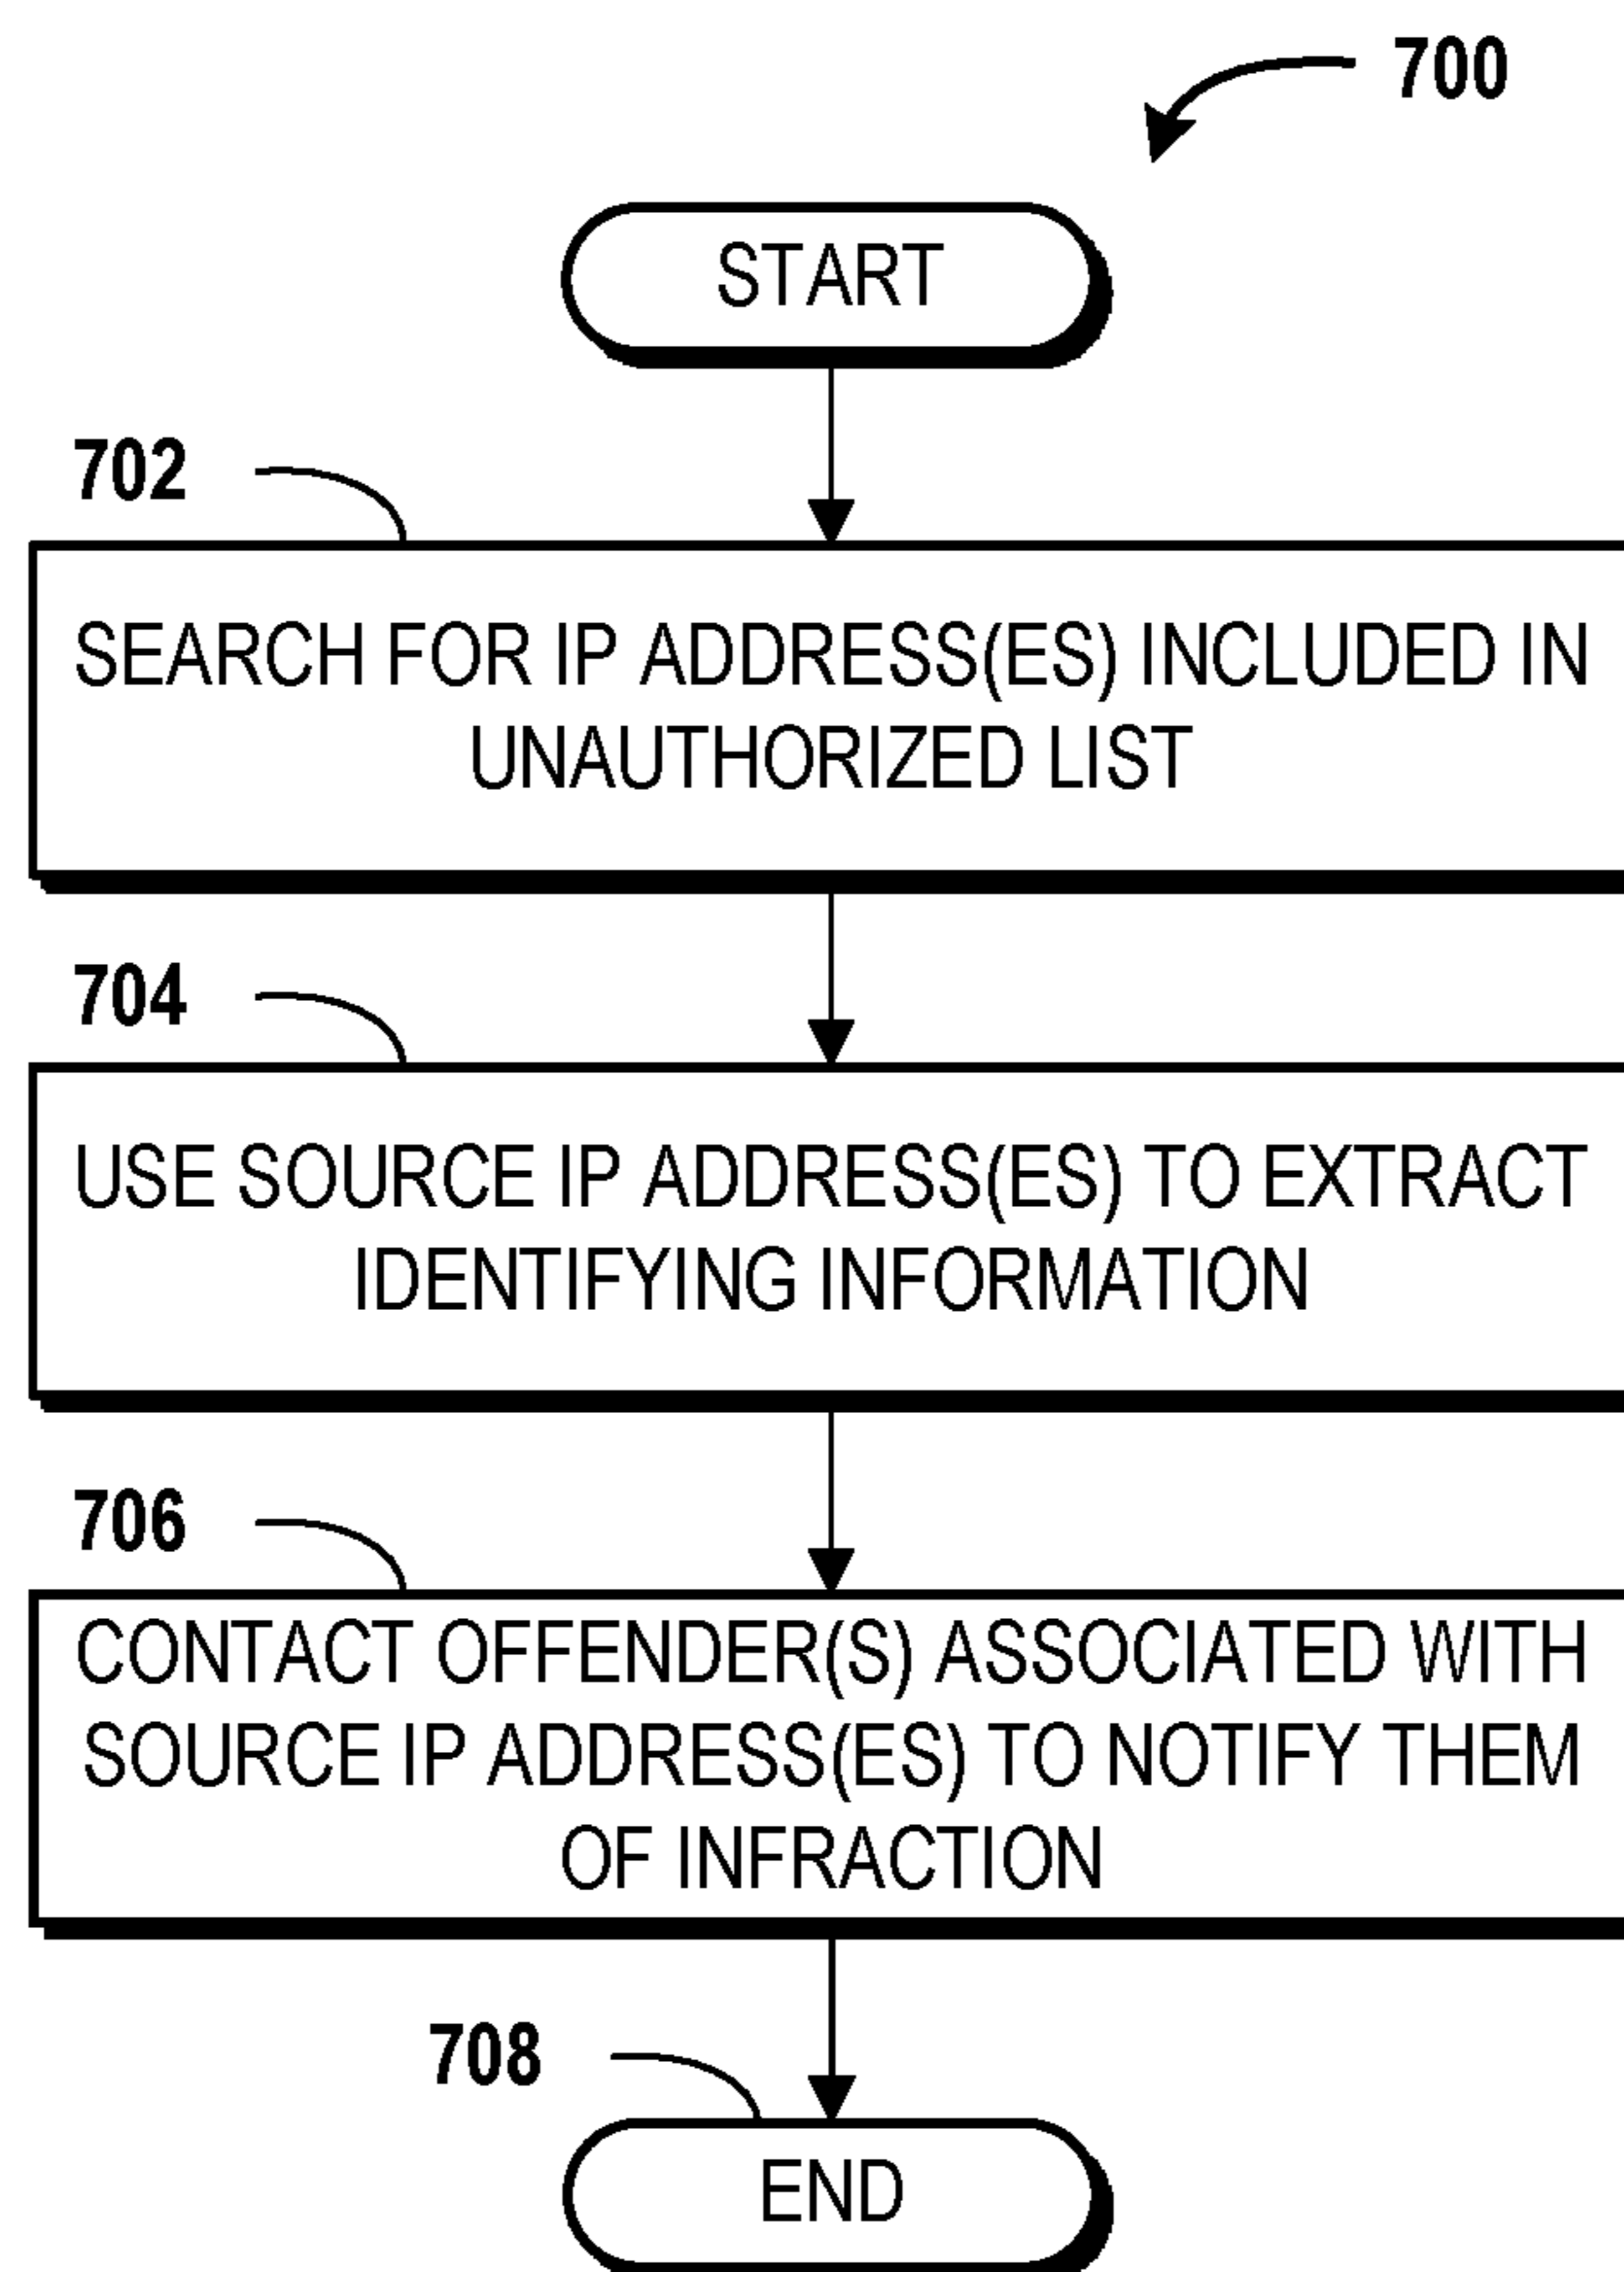 700
START
702
SEARCH FOR IP ADDRESS(ES) INCLUDED IN
UNAUTHORIZED LIST
704
USE SOURCE IP ADDRESS(ES) TO EXTRACT
IDENTIFYING INFORMATION
706
CONTACT OFFENDER(S) ASSOCIATED WITH
SOURCE IP ADDRESS(ES) TO NOTIFY THEM
OF INFRACTION
708
END